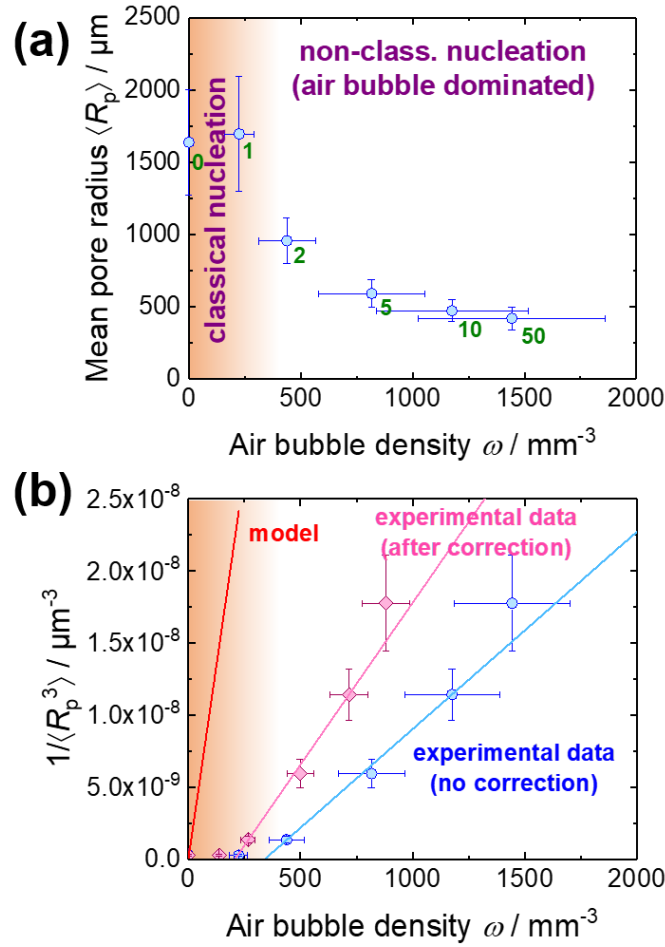 (a)
2500
2000
1500
1000
500
0
Mean pore radius ⟨Rₚ⟩ / µm
classical nucleation
non-class. nucleation
(air bubble dominated)
0
1
2
5
10
50
0
500
1000
1500
2000
Air bubble density ω / mm⁻³
(b)
2.5x10⁻⁸
2.0x10⁻⁸
1.5x10⁻⁸
1.0x10⁻⁸
5.0x10⁻⁹
0.0
1/⟨Rₚ³⟩ / µm⁻³
model
experimental data
(after correction)
experimental data
(no correction)
0
500
1000
1500
2000
Air bubble density ω / mm⁻³